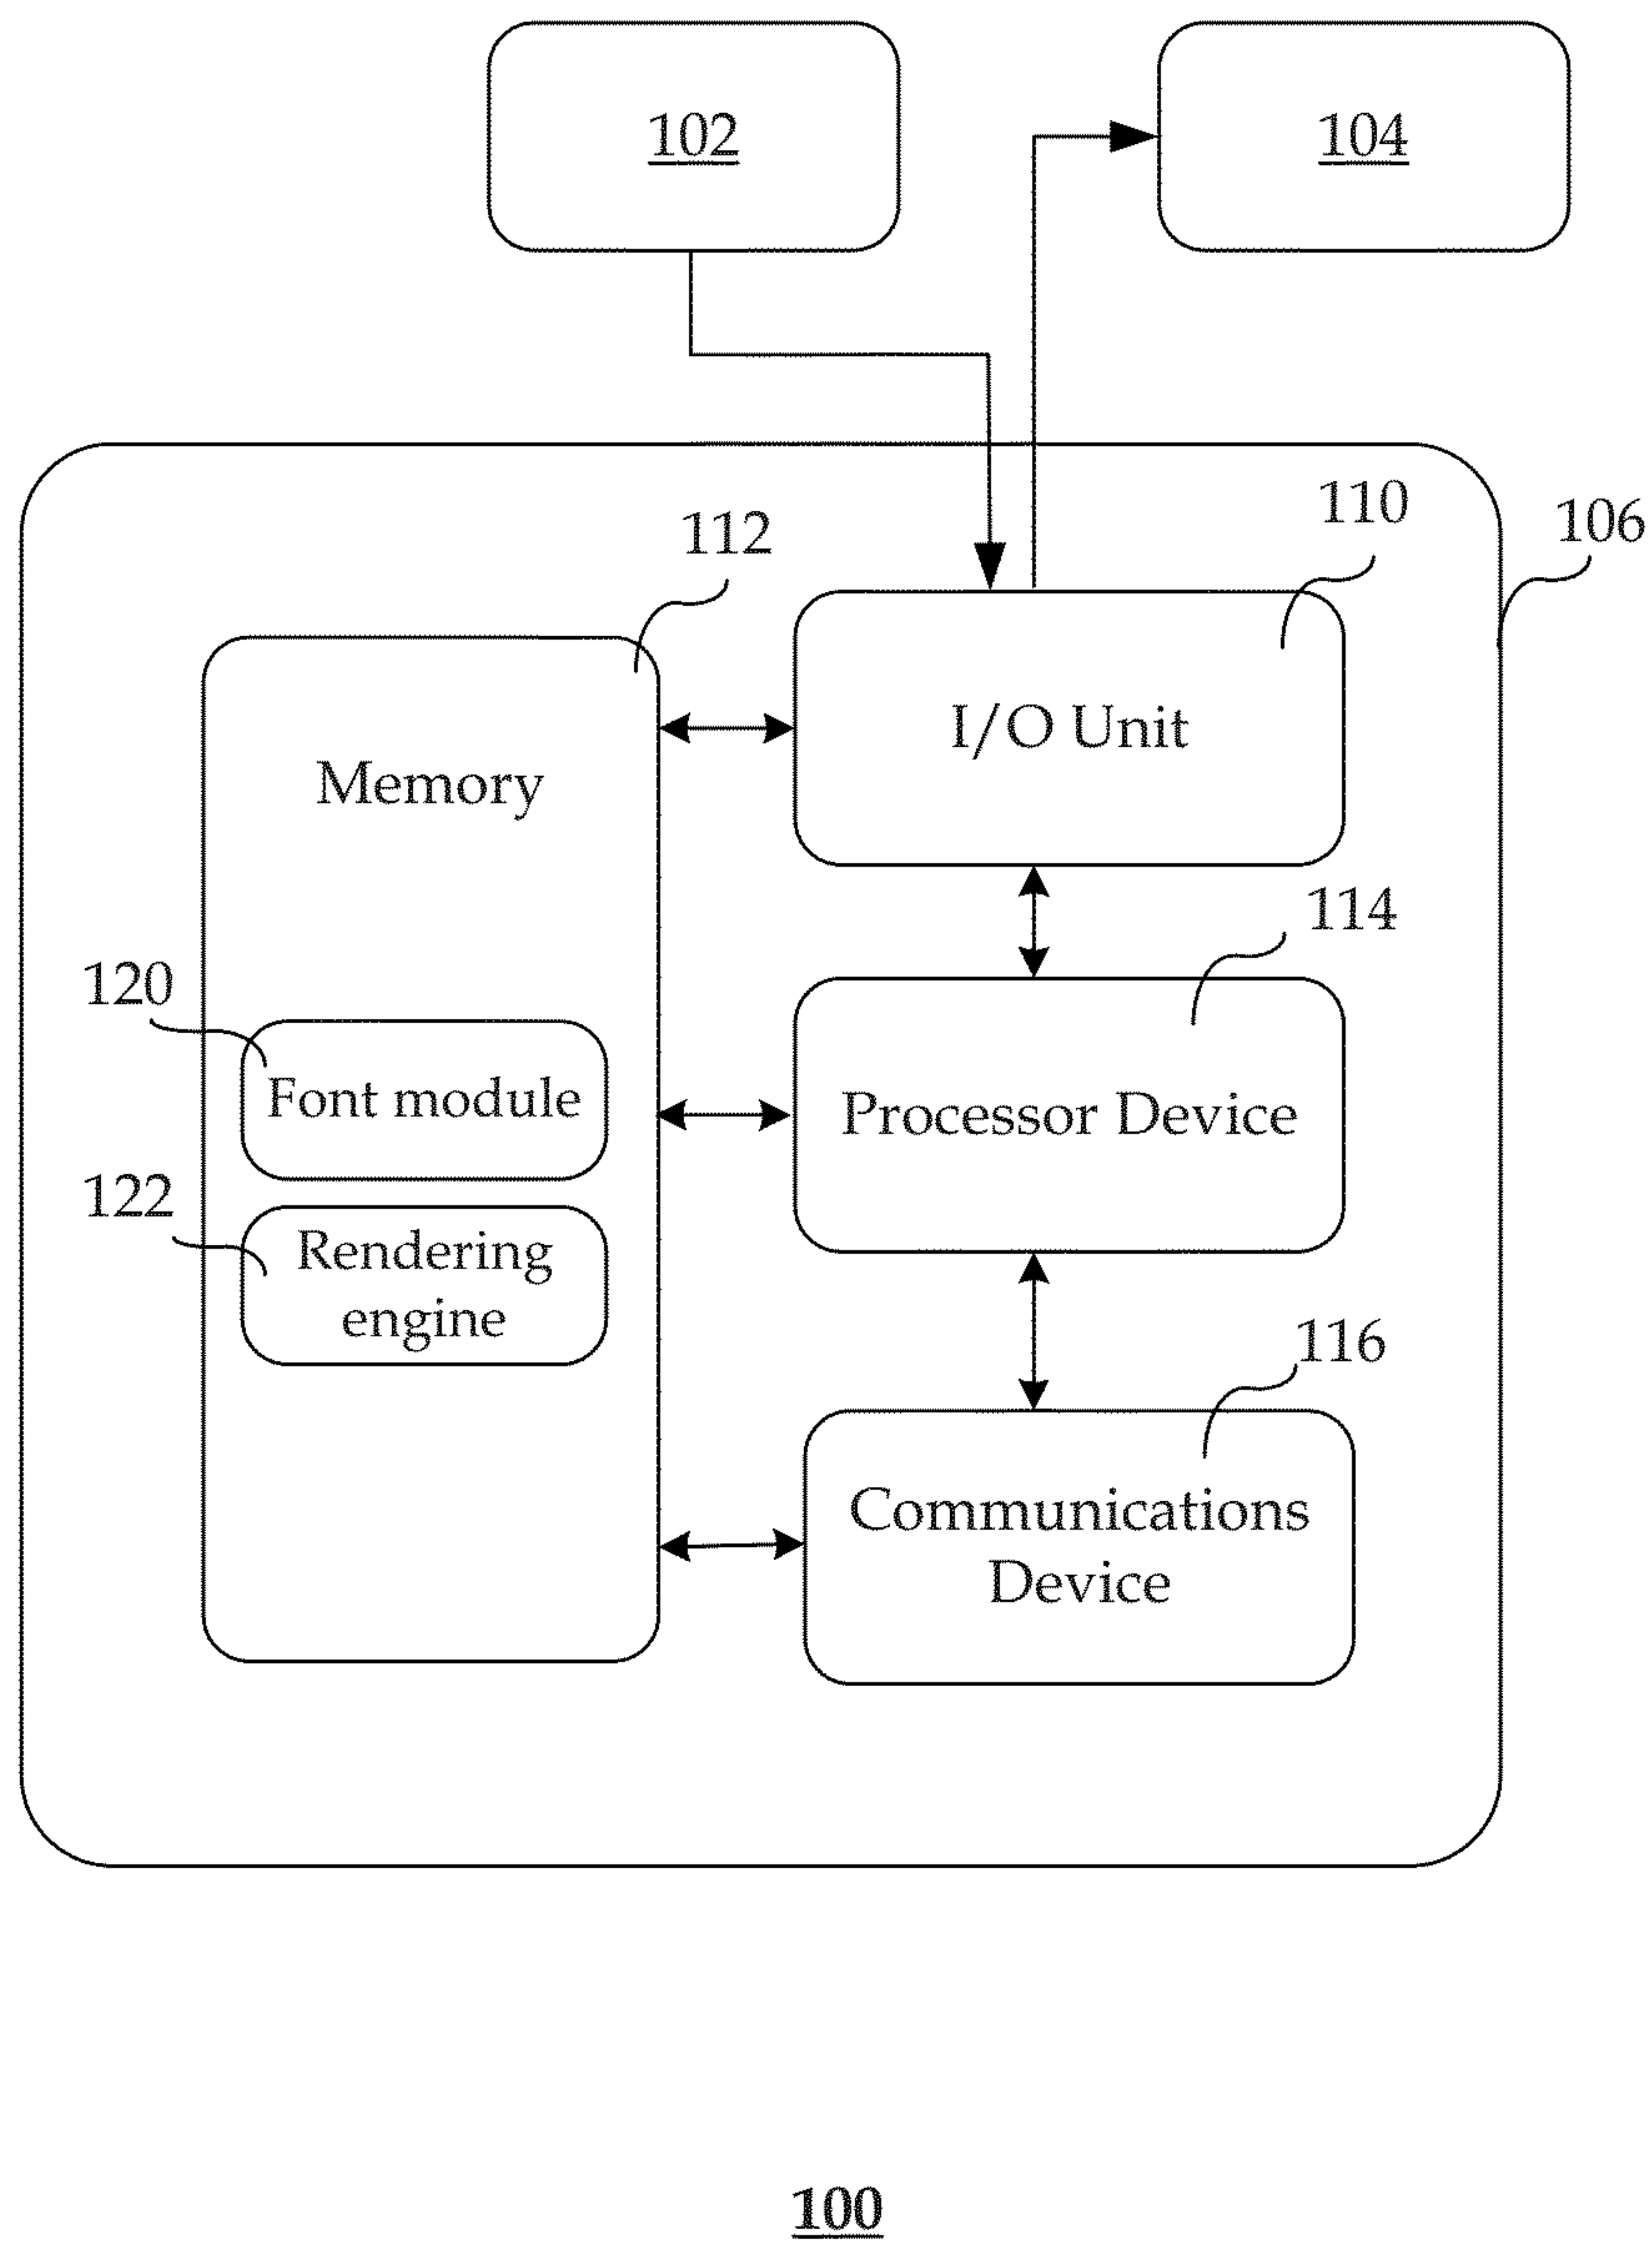 102
104
110
106
112
I/O Unit
Memory
114
120
Font module
Processor Device
122
Rendering
engine
116
Communications
Device
100